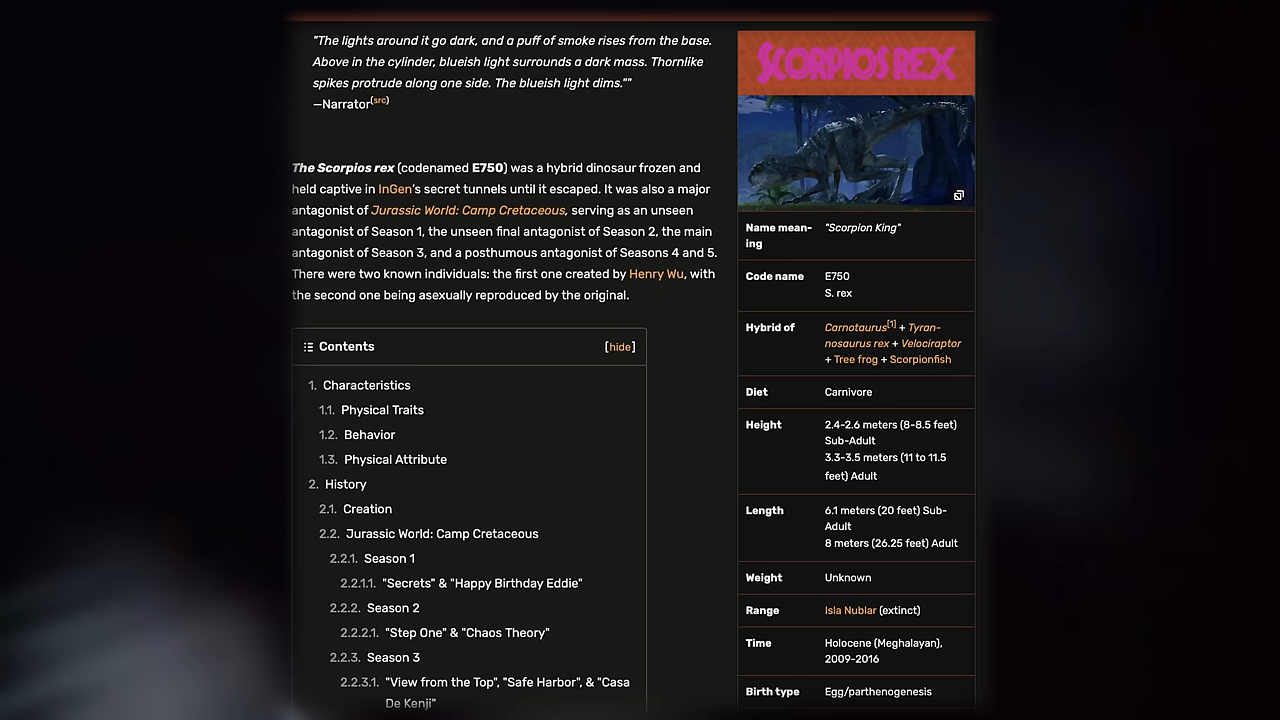 "The lights around it go dark, and a puff of smoke rises from the base.
Above in the cylinder, blueish light surrounds a dark mass. Thornlike
spikes protrude along one side. The blueish light dims.""
—Narrator(src)
The Scorpios rex (codenamed E750) was a hybrid dinosaur frozen and
held captive in InGen's secret tunnels until it escaped. It was also a major
antagonist of Jurassic World: Camp Cretaceous, serving as an unseen
antagonist of Season 1, the unseen final antagonist of Season 2, the main
antagonist of Season 3, and a posthumous antagonist of Seasons 4 and 5.
There were two known individuals: the first one created by Henry Wu, with
the second one being asexually reproduced by the original.
Contents [hide]
1. Characteristics
1.1. Physical Traits
1.2. Behavior
1.3. Physical Attribute
2. History
2.1. Creation
2.2. Jurassic World: Camp Cretaceous
2.2.1. Season 1
2.2.1.1. "Secrets" & "Happy Birthday Eddie"
2.2.2. Season 2
2.2.2.1. "Step One" & "Chaos Theory"
2.2.3. Season 3
2.2.3.1. "View from the Top", "Safe Harbor", & "Casa
De Kenji"
SCORPIOS REX
Name mean- "Scorpion King"
ing
Code name E750
S. rex
Hybrid of Carnotaurus[1] + Tyran-
nosaurus rex + Velociraptor
+ Tree frog + Scorpionfish
Diet Carnivore
Height 2.4-2.6 meters (8-8.5 feet)
Sub-Adult
3.3-3.5 meters (11 to 11.5
feet) Adult
Length 6.1 meters (20 feet) Sub-
Adult
8 meters (26.25 feet) Adult
Weight Unknown
Range Isla Nublar (extinct)
Time Holocene (Meghalayan),
2009-2016
Birth type Egg/parthenogenesis